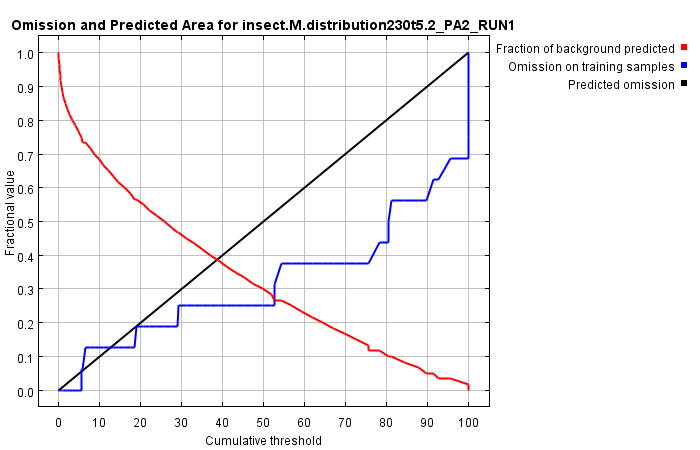 Omission and Predicted Area for insect.M.distribution230t5.2_PA2_RUN1
Fraction of background predicted
Omission on training samples
Predicted omission
Fractional value
1.0
0.9
0.8
0.7
0.6
0.5
0.4
0.3
0.2
0.1
0.0
0 10 20 30 40 50 60 70 80 90 100
Cumulative threshold